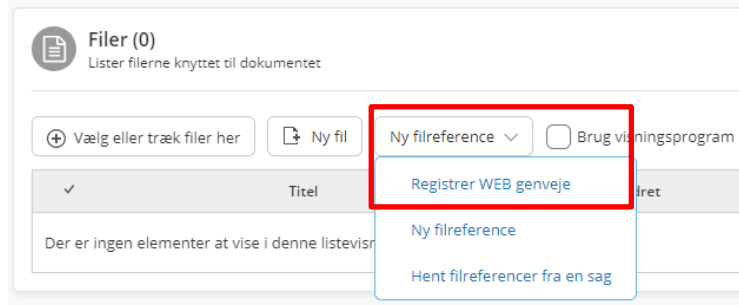 Filer (0)
Lister filerne knyttet til dokumentet
Vælg eller træk filer her
Ny fil
Ny filreference
Brug visningsprogram
Titel
dret
Registrer WEB genveje
Der er ingen elementer at vise i denne listevisn
Ny filreference
Hent filreferencer fra en sag